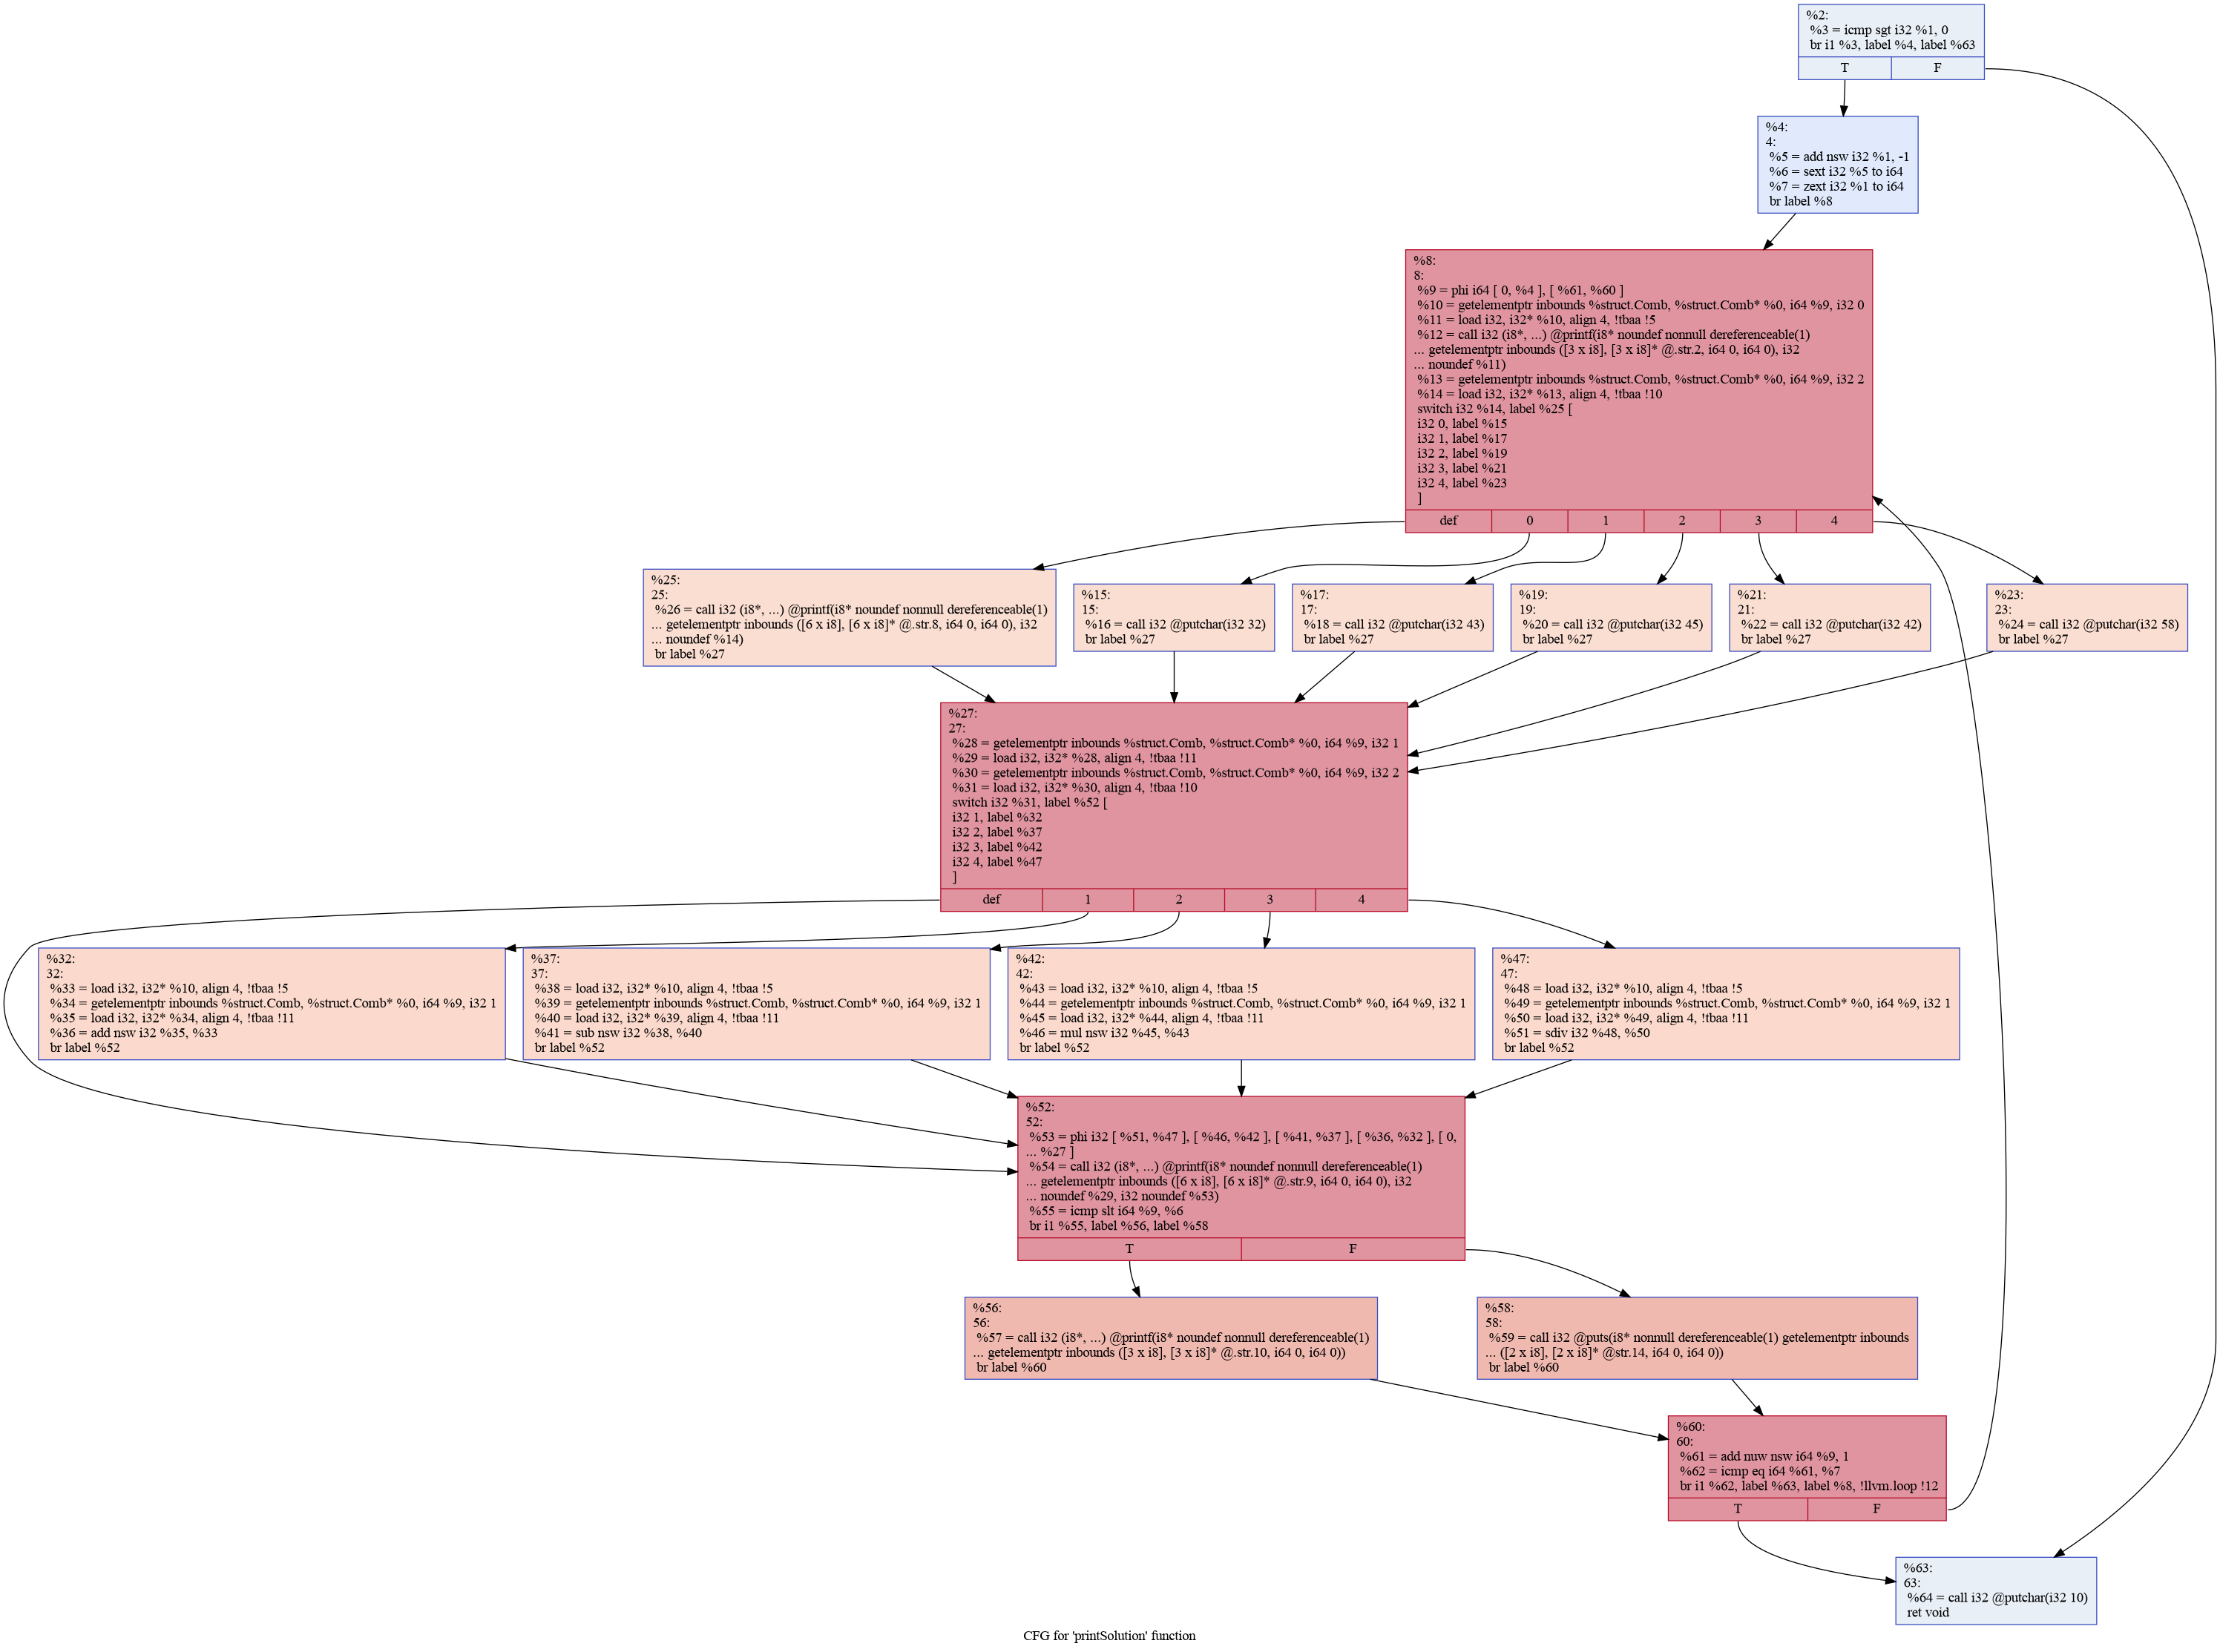 %2:
%3 = icmp sgt i32 %1, 0
br i1 %3, label %4, label %63
T F
%4:
4:
%5 = add nsw i32 %1, -1
%6 = sext i32 %5 to i64
%7 = zext i32 %1 to i64
br label %8
%8:
8:
%9 = phi i64 [ 0, %4 ], [ %61, %60 ]
%10 = getelementptr inbounds %struct.Comb, %struct.Comb* %0, i64 %9, i32 0
%11 = load i32, i32* %10, align 4, !tbaa !5
%12 = call i32 (i8*, ...) @printf(i8* noundef nonnull dereferenceable(1)
... getelementptr inbounds ([3 x i8], [3 x i8]* @.str.2, i64 0, i64 0), i32
... noundef %11)
%13 = getelementptr inbounds %struct.Comb, %struct.Comb* %0, i64 %9, i32 2
%14 = load i32, i32* %13, align 4, !tbaa !10
switch i32 %14, label %25 [
i32 0, label %15
i32 1, label %17
i32 2, label %19
i32 3, label %21
i32 4, label %23
]
def 0 1 2 3 4
%25:
25:
%26 = call i32 (i8*, ...) @printf(i8* noundef nonnull dereferenceable(1)
... getelementptr inbounds ([6 x i8], [6 x i8]* @.str.8, i64 0, i64 0), i32
... noundef %14)
br label %27
%15:
15:
%16 = call i32 @putchar(i32 32)
br label %27
%17:
17:
%18 = call i32 @putchar(i32 43)
br label %27
%19:
19:
%20 = call i32 @putchar(i32 45)
br label %27
%21:
21:
%22 = call i32 @putchar(i32 42)
br label %27
%23:
23:
%24 = call i32 @putchar(i32 58)
br label %27
%27:
27:
%28 = getelementptr inbounds %struct.Comb, %struct.Comb* %0, i64 %9, i32 1
%29 = load i32, i32* %28, align 4, !tbaa !11
%30 = getelementptr inbounds %struct.Comb, %struct.Comb* %0, i64 %9, i32 2
%31 = load i32, i32* %30, align 4, !tbaa !10
switch i32 %31, label %52 [
i32 1, label %32
i32 2, label %37
i32 3, label %42
i32 4, label %47
]
def 1 2 3 4
%32:
32:
%33 = load i32, i32* %10, align 4, !tbaa !5
%34 = getelementptr inbounds %struct.Comb, %struct.Comb* %0, i64 %9, i32 1
%35 = load i32, i32* %34, align 4, !tbaa !11
%36 = add nsw i32 %35, %33
br label %52
%37:
37:
%38 = load i32, i32* %10, align 4, !tbaa !5
%39 = getelementptr inbounds %struct.Comb, %struct.Comb* %0, i64 %9, i32 1
%40 = load i32, i32* %39, align 4, !tbaa !11
%41 = sub nsw i32 %38, %40
br label %52
%42:
42:
%43 = load i32, i32* %10, align 4, !tbaa !5
%44 = getelementptr inbounds %struct.Comb, %struct.Comb* %0, i64 %9, i32 1
%45 = load i32, i32* %44, align 4, !tbaa !11
%46 = mul nsw i32 %45, %43
br label %52
%47:
47:
%48 = load i32, i32* %10, align 4, !tbaa !5
%49 = getelementptr inbounds %struct.Comb, %struct.Comb* %0, i64 %9, i32 1
%50 = load i32, i32* %49, align 4, !tbaa !11
%51 = sdiv i32 %48, %50
br label %52
%52:
52:
%53 = phi i32 [ %51, %47 ], [ %46, %42 ], [ %41, %37 ], [ %36, %32 ], [ 0,
... %27 ]
%54 = call i32 (i8*, ...) @printf(i8* noundef nonnull dereferenceable(1)
... getelementptr inbounds ([6 x i8], [6 x i8]* @.str.9, i64 0, i64 0), i32
... noundef %29, i32 noundef %53)
%55 = icmp slt i64 %9, %6
br i1 %55, label %56, label %58
T F
%56:
56:
%57 = call i32 (i8*, ...) @printf(i8* noundef nonnull dereferenceable(1)
... getelementptr inbounds ([3 x i8], [3 x i8]* @.str.10, i64 0, i64 0))
br label %60
%58:
58:
%59 = call i32 @puts(i8* nonnull dereferenceable(1) getelementptr inbounds
... ([2 x i8], [2 x i8]* @str.14, i64 0, i64 0))
br label %60
%60:
60:
%61 = add nuw nsw i64 %9, 1
%62 = icmp eq i64 %61, %7
br i1 %62, label %63, label %8, !llvm.loop !12
T F
%63:
63:
%64 = call i32 @putchar(i32 10)
ret void
CFG for 'printSolution' function